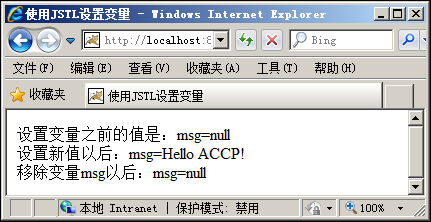 使用JSTL设置变量 - Windows Internet Explorer
http://localhost:8
Bing
文件(F) 编辑(E) 查看(V) 收藏夹(A) 工具(T) 帮助(H)
收藏夹 使用JSTL设置变量
设置变量之前的值是：msg=null
设置新值以后：msg=Hello ACCP!
移除变量msg以后：msg=null
本地 Intranet | 保护模式: 禁用 100%